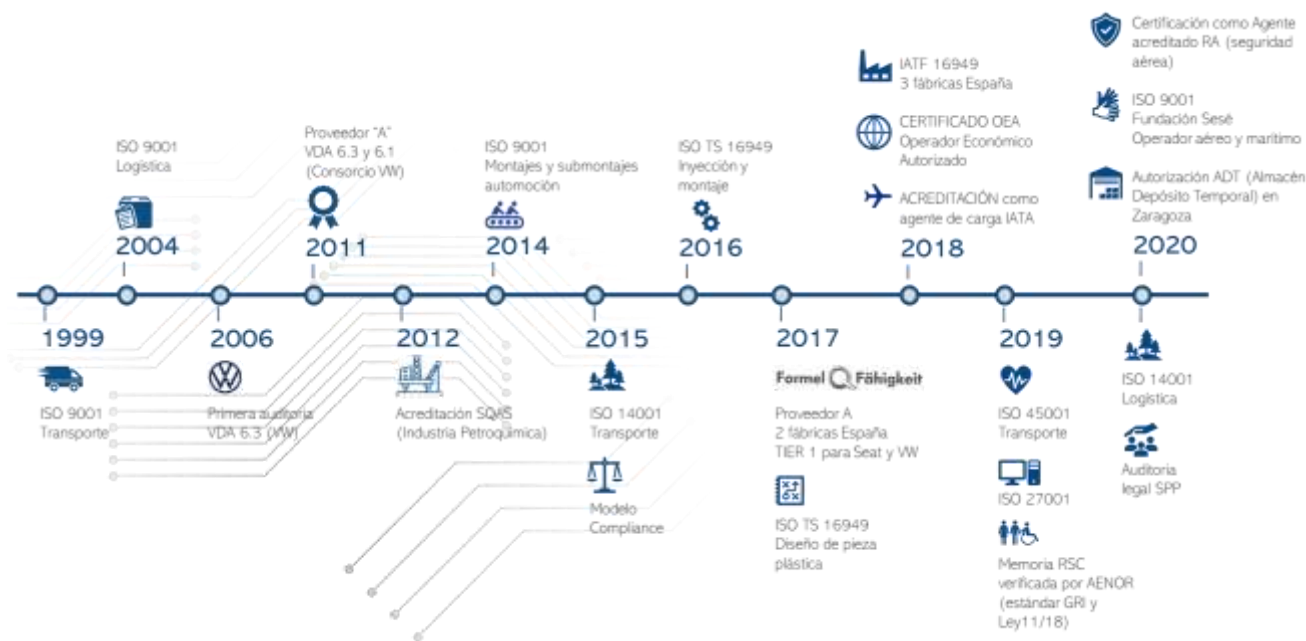 1999
ISO 9001
Transporte
ISO 9001
Logística
2004
2006
Primera auditoría
VDA 6.3 (VW)
Proveedor "A"
VDA 6.3 y 6.1
(Consorcio VW)
2011
2012
Acreditación SQAS
(Industria Petroquímica)
ISO 9001
Montajes y submontajes
automoción
2014
2015
ISO 14001
Transporte
Modelo
Compliance
ISO TS 16949
Inyección y
montaje
2016
2017
Formel Q Fähigkeit
Proveedor A
2 fábricas España
TIER 1 para Seat y VW
ISO TS 16949
Diseño de pieza
plástica
IATF 16949
3 fábricas España
CERTIFICADO OEA
Operador Económico
Autorizado
ACREDITACIÓN como
agente de carga IATA
2018
2019
ISO 45001
Transporte
ISO 27001
Memoria RSC
verificada por AENOR
(estándar GRI y
Ley11/18)
Certificación como Agente
acreditado RA (seguridad
aérea)
ISO 9001
Fundación Sesé
Operador aéreo y marítimo
Autorización ADT (Almacén
Depósito Temporal) en
Zaragoza
2020
ISO 14001
Logística
Auditoria
legal SPP